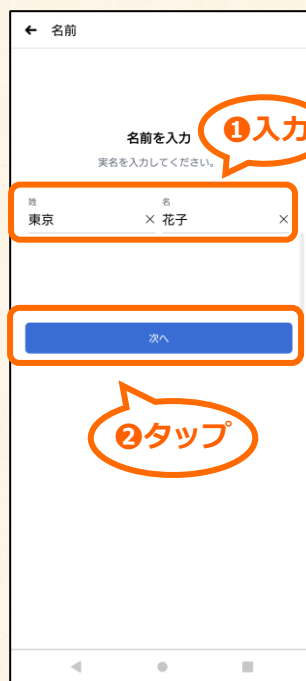 ← 名前
名前を入力
❶入力
実名を入力してください。
姓 名
東京 × 花子 ×
次へ
❷タップ